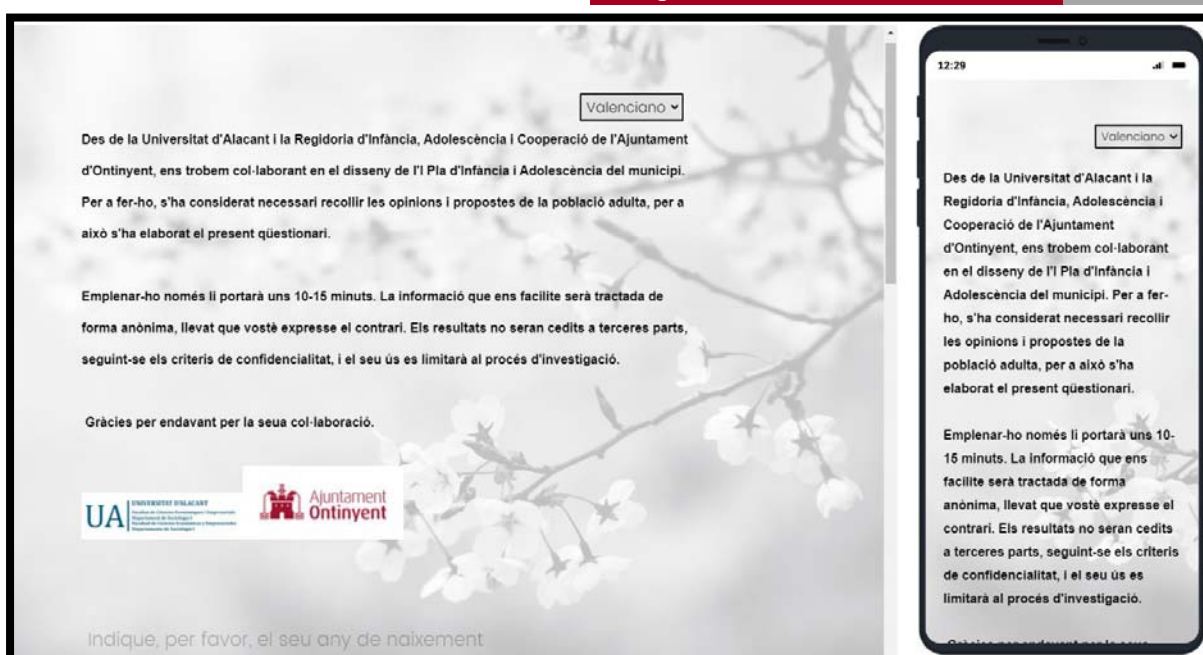 Valenciano
Des de la Universitat d'Alacant i la Regidoria d'Infància, Adolescència i Cooperació de l'Ajuntament
d'Ontinyent, ens trobem col·laborant en el disseny de l'I Pla d'Infància i Adolescència del municipi.
Per a fer-ho, s'ha considerat necessari recollir les opinions i propostes de la població adulta, per a
això s'ha elaborat el present qüestionari.
Emplenar-ho només li portarà uns 10-15 minuts. La informació que ens facilite serà tractada de
forma anònima, llevat que vostè expresse el contrari. Els resultats no seran cedits a terceres parts,
seguint-se els criteris de confidencialitat, i el seu ús es limitarà al procés d'investigació.
Gràcies per endavant per la seua col·laboració.
UA
UNIVERSITAT D'ALACANT
Ajuntament
Ontinyent
Indique, per favor, el seu any de naixement
12:29
Valenciano
Des de la Universitat d'Alacant i la
Regidoria d'Infància, Adolescència i
Cooperació de l'Ajuntament
d'Ontinyent, ens trobem col·laborant
en el disseny de l'I Pla d'Infància i
Adolescència del municipi. Per a fer-
ho, s'ha considerat necessari recollir
les opinions i propostes de la
població adulta, per a això s'ha
elaborat el present qüestionari.
Emplenar-ho només li portarà uns 10-
15 minuts. La informació que ens
facilite serà tractada de forma
anònima, llevat que vostè expresse el
contrari. Els resultats no seran cedits
a terceres parts, seguint-se els criteris
de confidencialitat, i el seu ús es
limitarà al procés d'investigació.